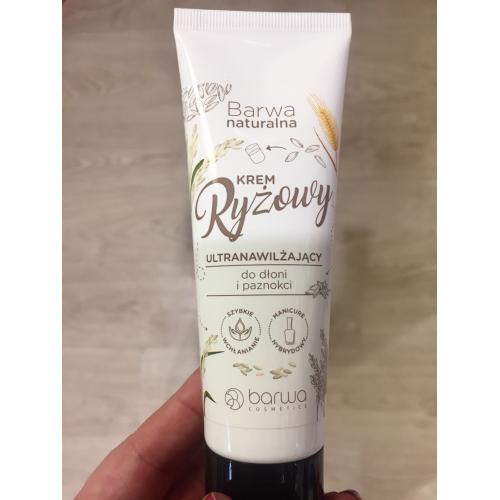 Barwa
naturalna
KREM
Ryżowy
ULTRANAWILŻAJĄCY
do dłoni
i paznokci
SZYBKIE
WCHŁANIANIE
MANICURE
HYBRYDOWY
barwa
COSMETICS